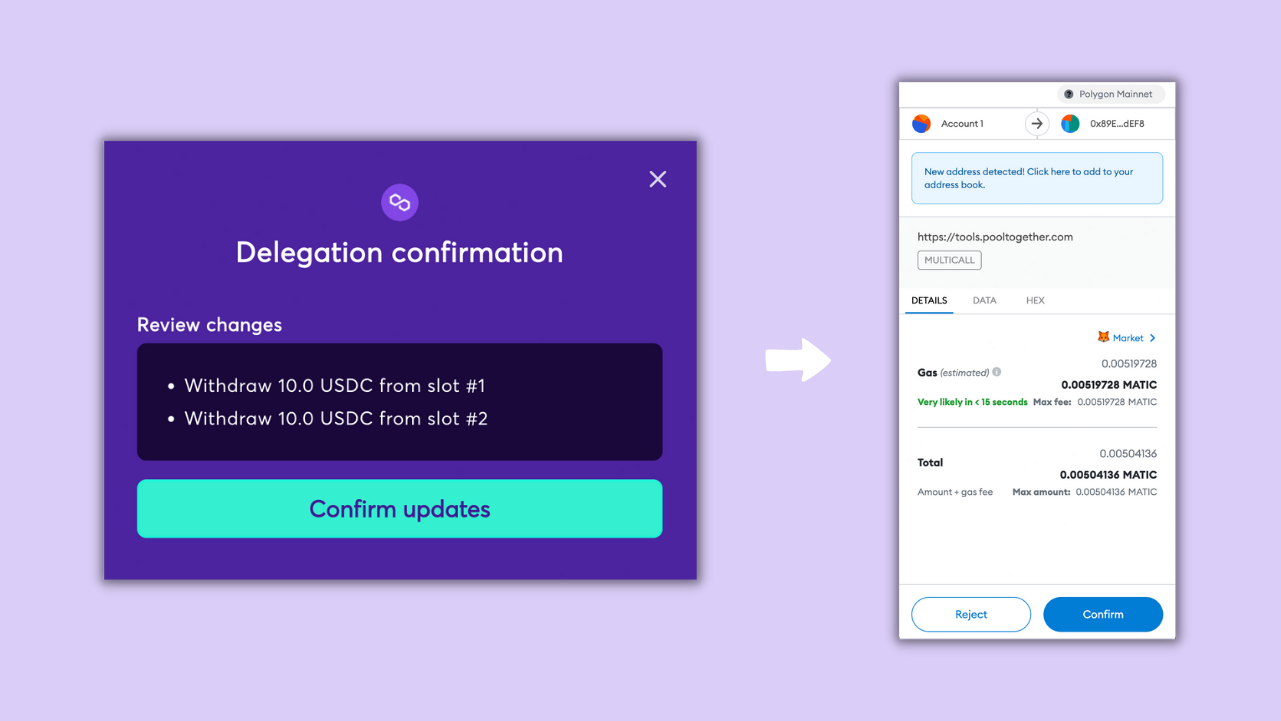 Delegation confirmation
Review changes
• Withdraw 10.0 USDC from slot #1
• Withdraw 10.0 USDC from slot #2
Confirm updates
Polygon Mainnet
Account 1
0x89E...dEF8
New address detected! Click here to add to your
address book.
https://tools.pooltogether.com
MULTICALL
DETAILS DATA HEX
Market
0.00519728
Gas (estimated) 0.00519728 MATIC
Very likely in < 15 seconds Max fee: 0.00519728 MATIC
0.00504136
Total 0.00504136 MATIC
Amount + gas fee Max amount: 0.00504136 MATIC
Reject Confirm